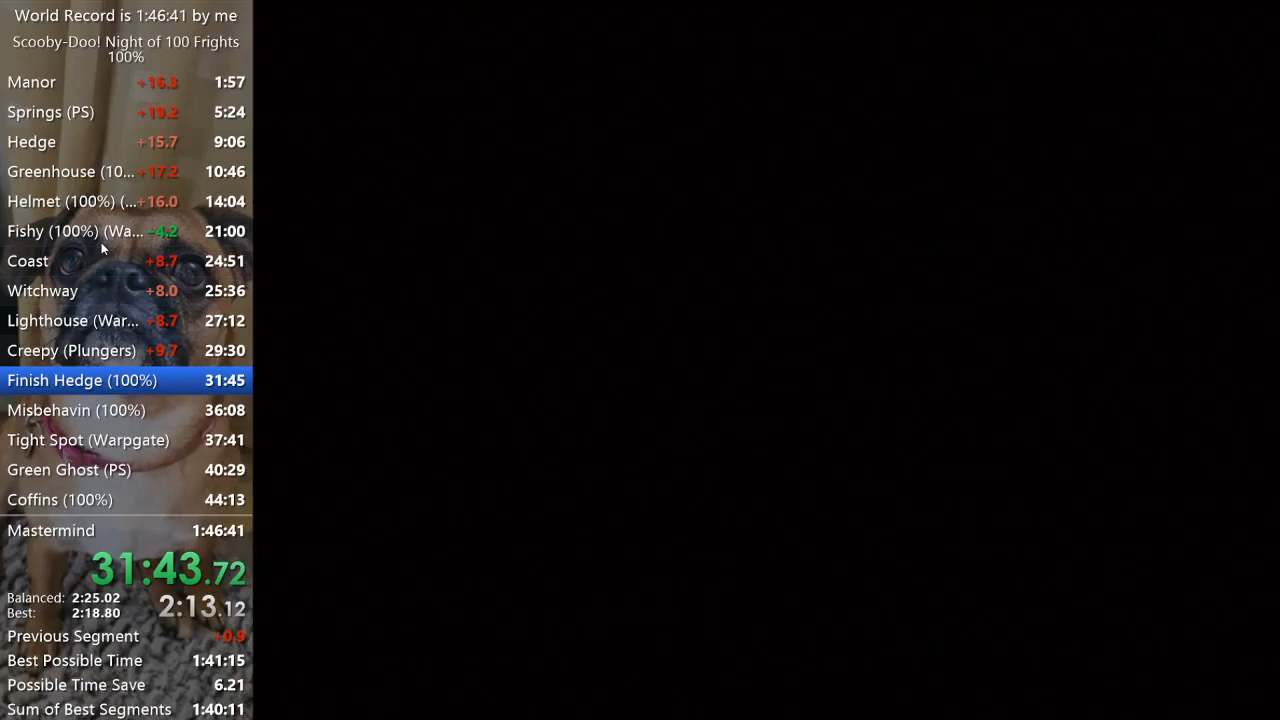 World Record is 1:46:41 by me
Scooby-Doo! Night of 100 Frights
100%
Manor +16.3 1:57
Springs (PS) +19.2 5:24
Hedge +15.7 9:06
Greenhouse (10... +17.2 10:46
Helmet (100%) (... +16.0 14:04
Fishy (100%) (Wa... −4.2 21:00
Coast +8.7 24:51
Witchway +8.0 25:36
Lighthouse (War... +8.7 27:12
Creepy (Plungers) +9.7 29:30
Finish Hedge (100%) 31:45
Misbehavin (100%) 36:08
Tight Spot (Warpgate) 37:41
Green Ghost (PS) 40:29
Coffins (100%) 44:13
Mastermind 1:46:41
31:43.72
Balanced: 2:25.02
Best: 2:18.80
2:13.12
Previous Segment +0.9
Best Possible Time 1:41:15
Possible Time Save 6.21
Sum of Best Segments 1:40:11